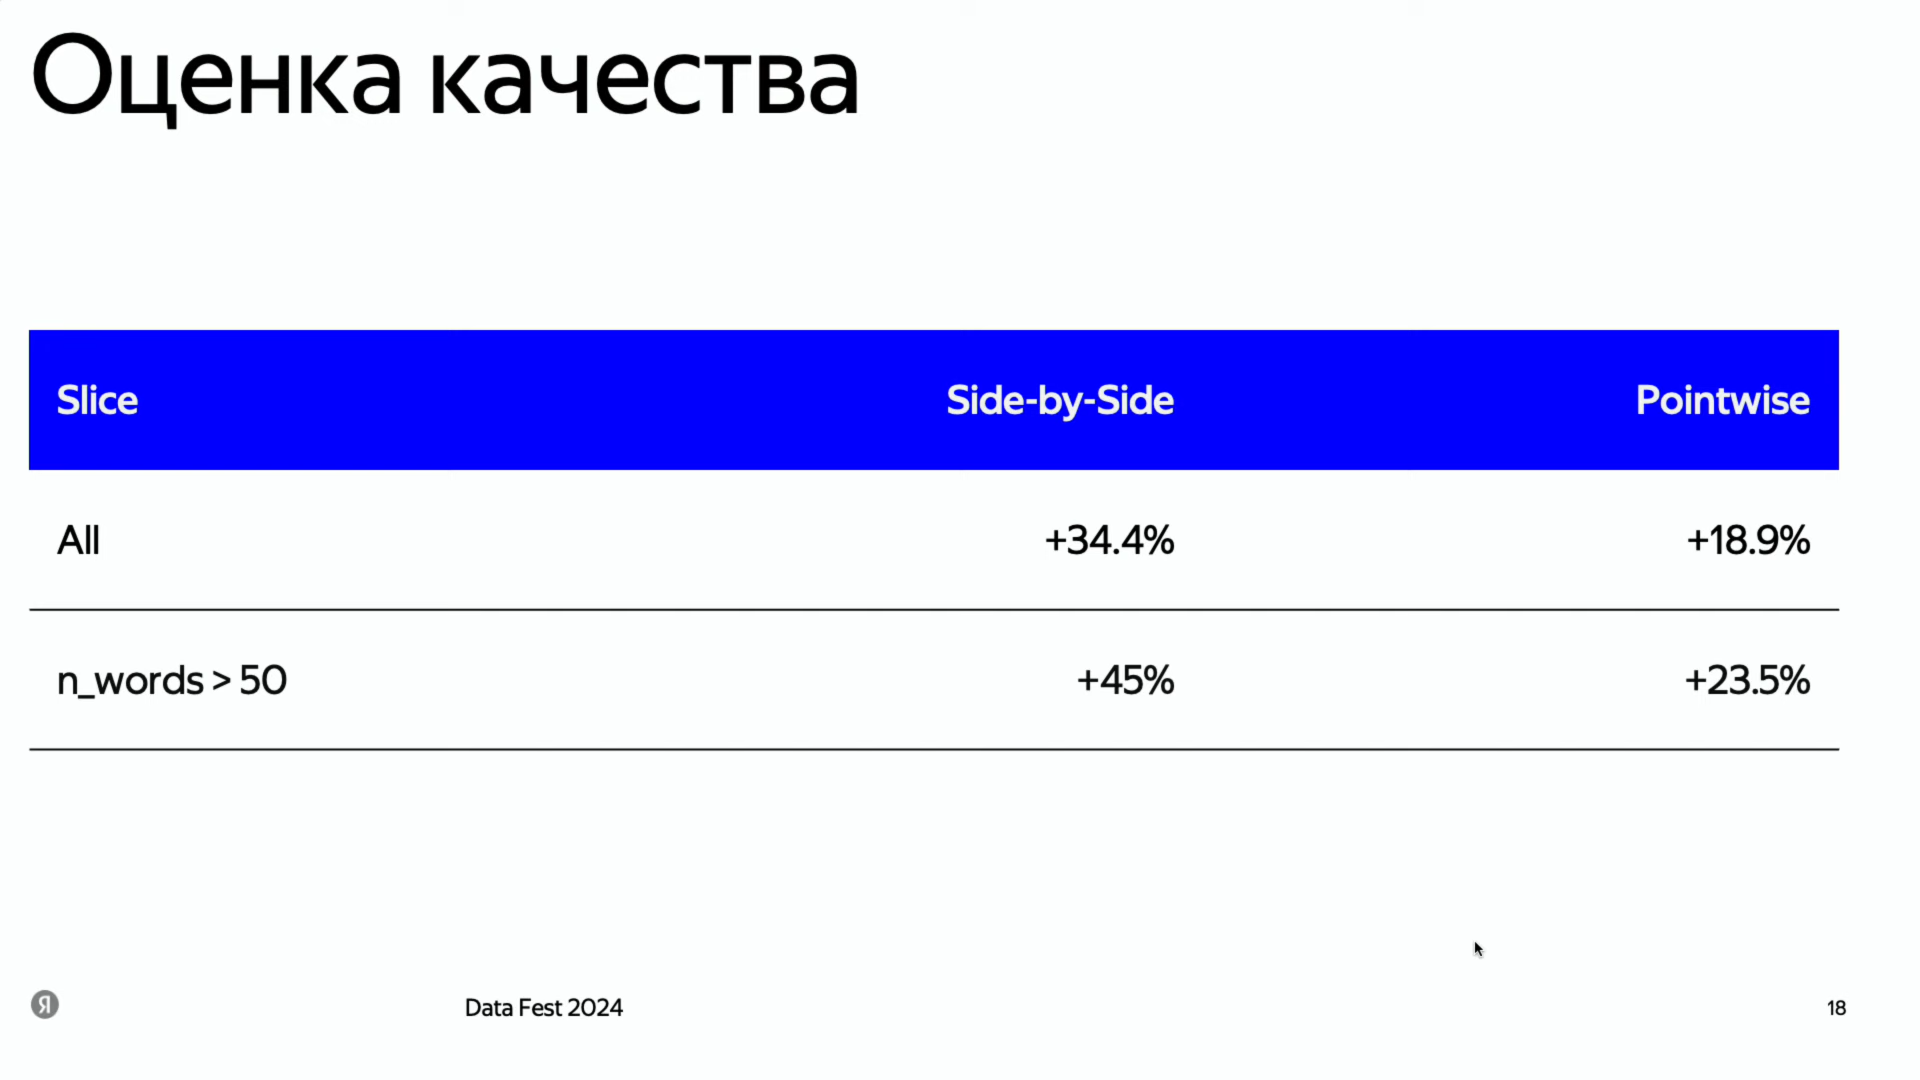 Оценка качества
Slice Side-by-Side Pointwise
All +34.4% +18.9%
n_words > 50 +45% +23.5%
Я Data Fest 2024 18